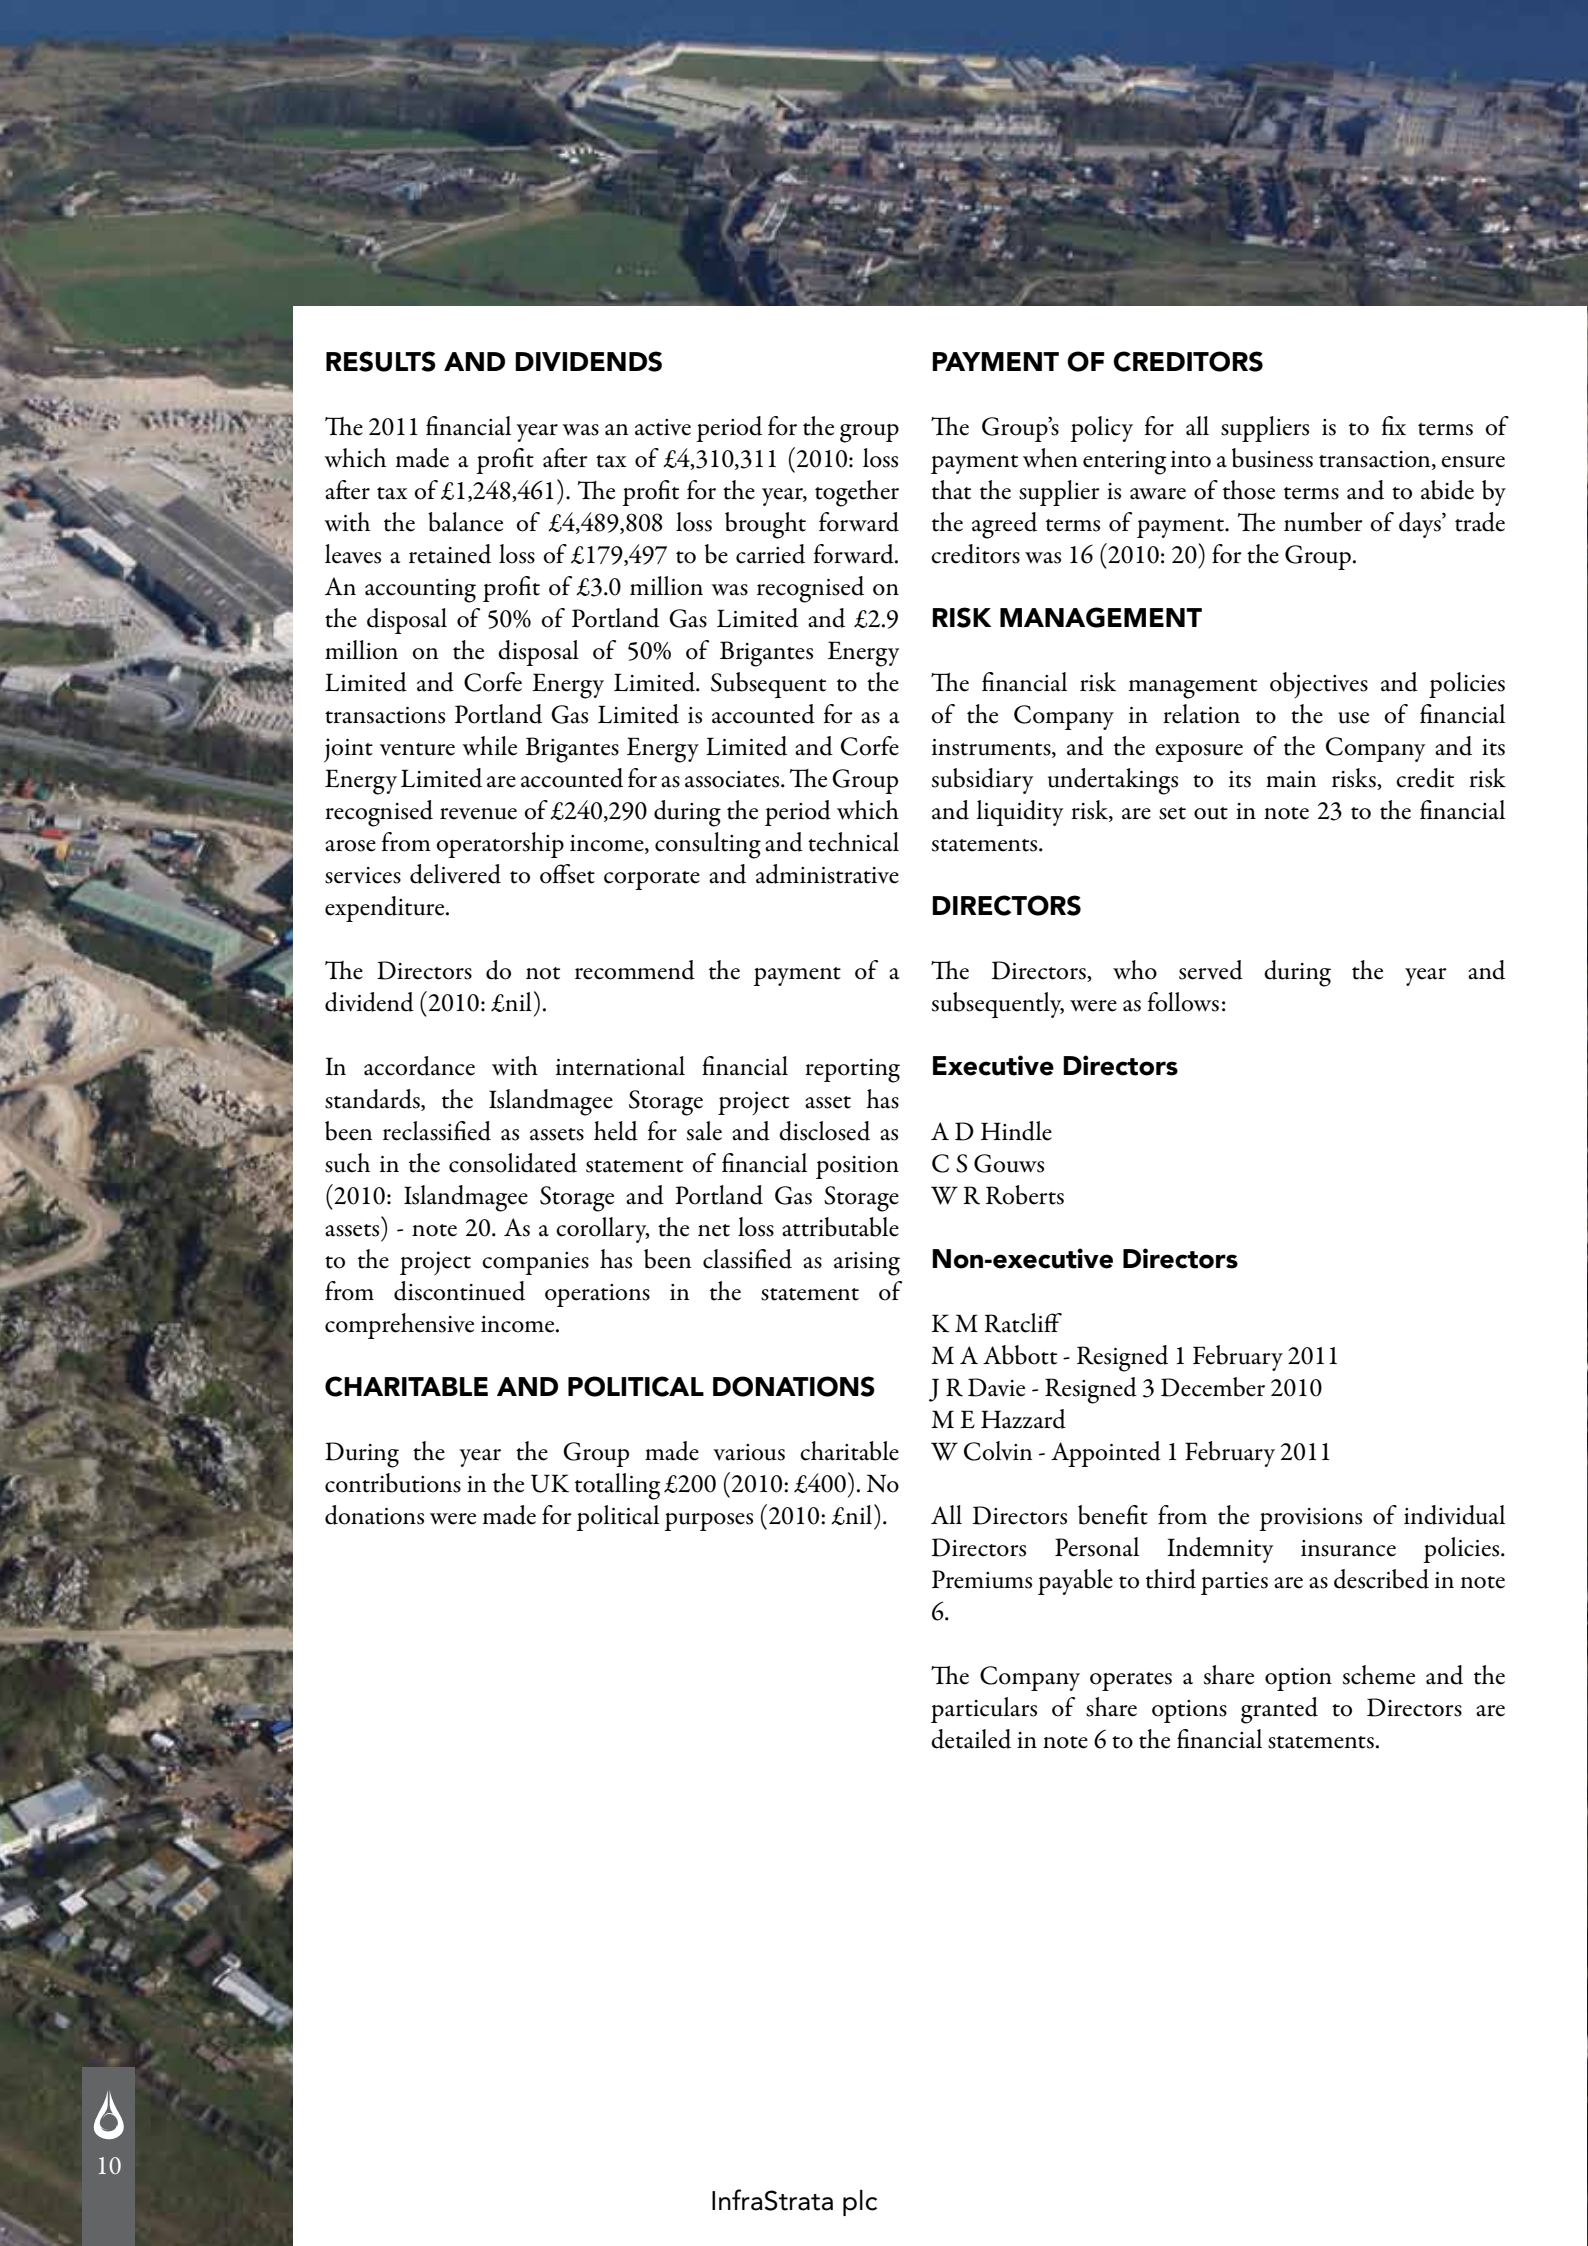 RESULTS AND DIVIDENDS
The 2011 financial year was an active period for the group
which made a profit after tax of £4,310,311 (2010: loss
after tax of £1,248,461). The profit for the year, together
with the balance of £4,489,808 loss brought forward
leaves a retained loss of £179,497 to be carried forward.
An accounting profit of £3.0 million was recognised on
the disposal of 50% of Portland Gas Limited and £2.9
million on the disposal of 50% of Brigantes Energy
Limited and Corfe Energy Limited. Subsequent to the
transactions Portland Gas Limited is accounted for as a
joint venture while Brigantes Energy Limited and Corfe
Energy Limited are accounted for as associates. The Group
recognised revenue of £240,290 during the period which
arose from operatorship income, consulting and technical
services delivered to offset corporate and administrative
expenditure.
The Directors do not recommend the payment of a
dividend (2010: £nil).
In accordance with international financial reporting
standards, the Islandmagee Storage project asset has
been reclassified as assets held for sale and disclosed as
such in the consolidated statement of financial position
(2010: Islandmagee Storage and Portland Gas Storage
assets) - note 20. As a corollary, the net loss attributable
to the project companies has been classified as arising
from discontinued operations in the statement of
comprehensive income.
CHARITABLE AND POLITICAL DONATIONS
During the year the Group made various charitable
contributions in the UK totalling £200 (2010: £400). No
donations were made for political purposes (2010: £nil).
PAYMENT OF CREDITORS
The Group's policy for all suppliers is to fix terms of
payment when entering into a business transaction, ensure
that the supplier is aware of those terms and to abide by
the agreed terms of payment. The number of days' trade
creditors was 16 (2010: 20) for the Group.
RISK MANAGEMENT
The financial risk management objectives and policies
of the Company in relation to the use of financial
instruments, and the exposure of the Company and its
subsidiary undertakings to its main risks, credit risk
and liquidity risk, are set out in note 23 to the financial
statements.
DIRECTORS
The Directors, who served during the year and
subsequently, were as follows:
Executive Directors
A D Hindle
C S Gouws
W R Roberts
Non-executive Directors
K M Ratcliff
M A Abbott - Resigned 1 February 2011
J R Davie - Resigned 3 December 2010
M E Hazzard
W Colvin - Appointed 1 February 2011
All Directors benefit from the provisions of individual
Directors Personal Indemnity insurance policies.
Premiums payable to third parties are as described in note
6.
The Company operates a share option scheme and the
particulars of share options granted to Directors are
detailed in note 6 to the financial statements.
10
InfraStrata plc